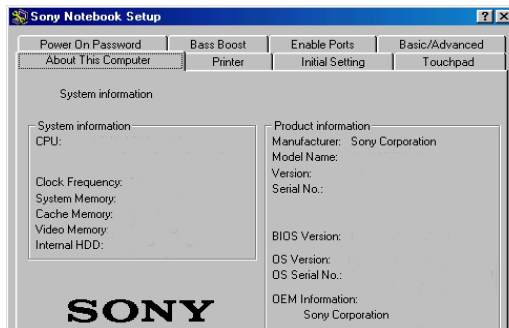 Sony Notebook Setup
Power On Password Bass Boost Enable Ports Basic/Advanced
About This Computer Printer Initial Setting Touchpad
System information
System information
CPU:
Clock Frequency:
System Memory:
Cache Memory:
Video Memory:
Internal HDD:
Product information
Manufacturer: Sony Corporation
Model Name:
Version:
Serial No.:
BIOS Version:
OS Version:
OS Serial No.:
OEM Information:
Sony Corporation
SONY